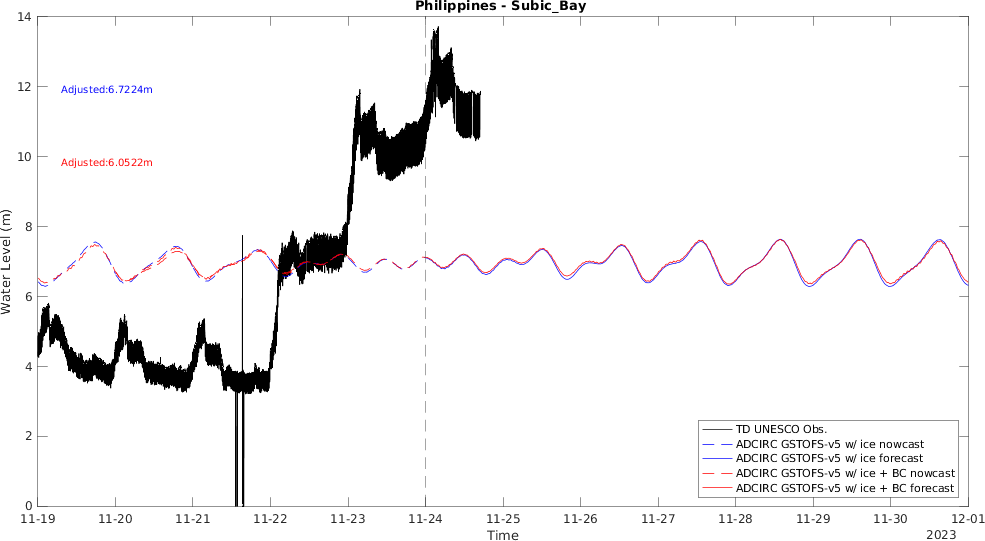 Philippines - Subic_Bay
14
12
10
8
6
4
2
0
Water Level (m)
Adjusted:6.7224m
Adjusted:6.0522m
TD UNESCO Obs.
ADCIRC GSTOFS-v5 w/ ice nowcast
ADCIRC GSTOFS-v5 w/ ice forecast
ADCIRC GSTOFS-v5 w/ ice + BC nowcast
ADCIRC GSTOFS-v5 w/ ice + BC forecast
11-19 11-20 11-21 11-22 11-23 11-24 11-25 11-26 11-27 11-28 11-29 11-30 12-01
Time
2023